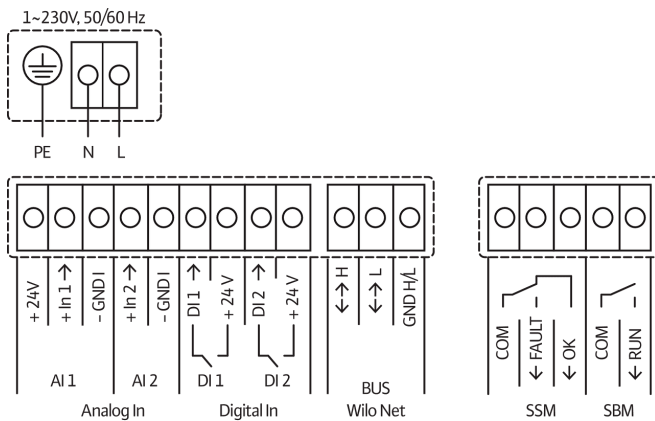 1~230V, 50/60 Hz
PE N L
+ 24V
+ In 1 →
- GND I
+ In 2 →
- GND I
DI 1 →
+ 24 V
DI 2 →
+ 24 V
<--> H
<--> L
GND H/L
COM
← FAULT
← OK
COM
← RUN
AI 1 AI 2 DI 1 DI 2 BUS
Analog In Digital In Wilo Net SSM SBM